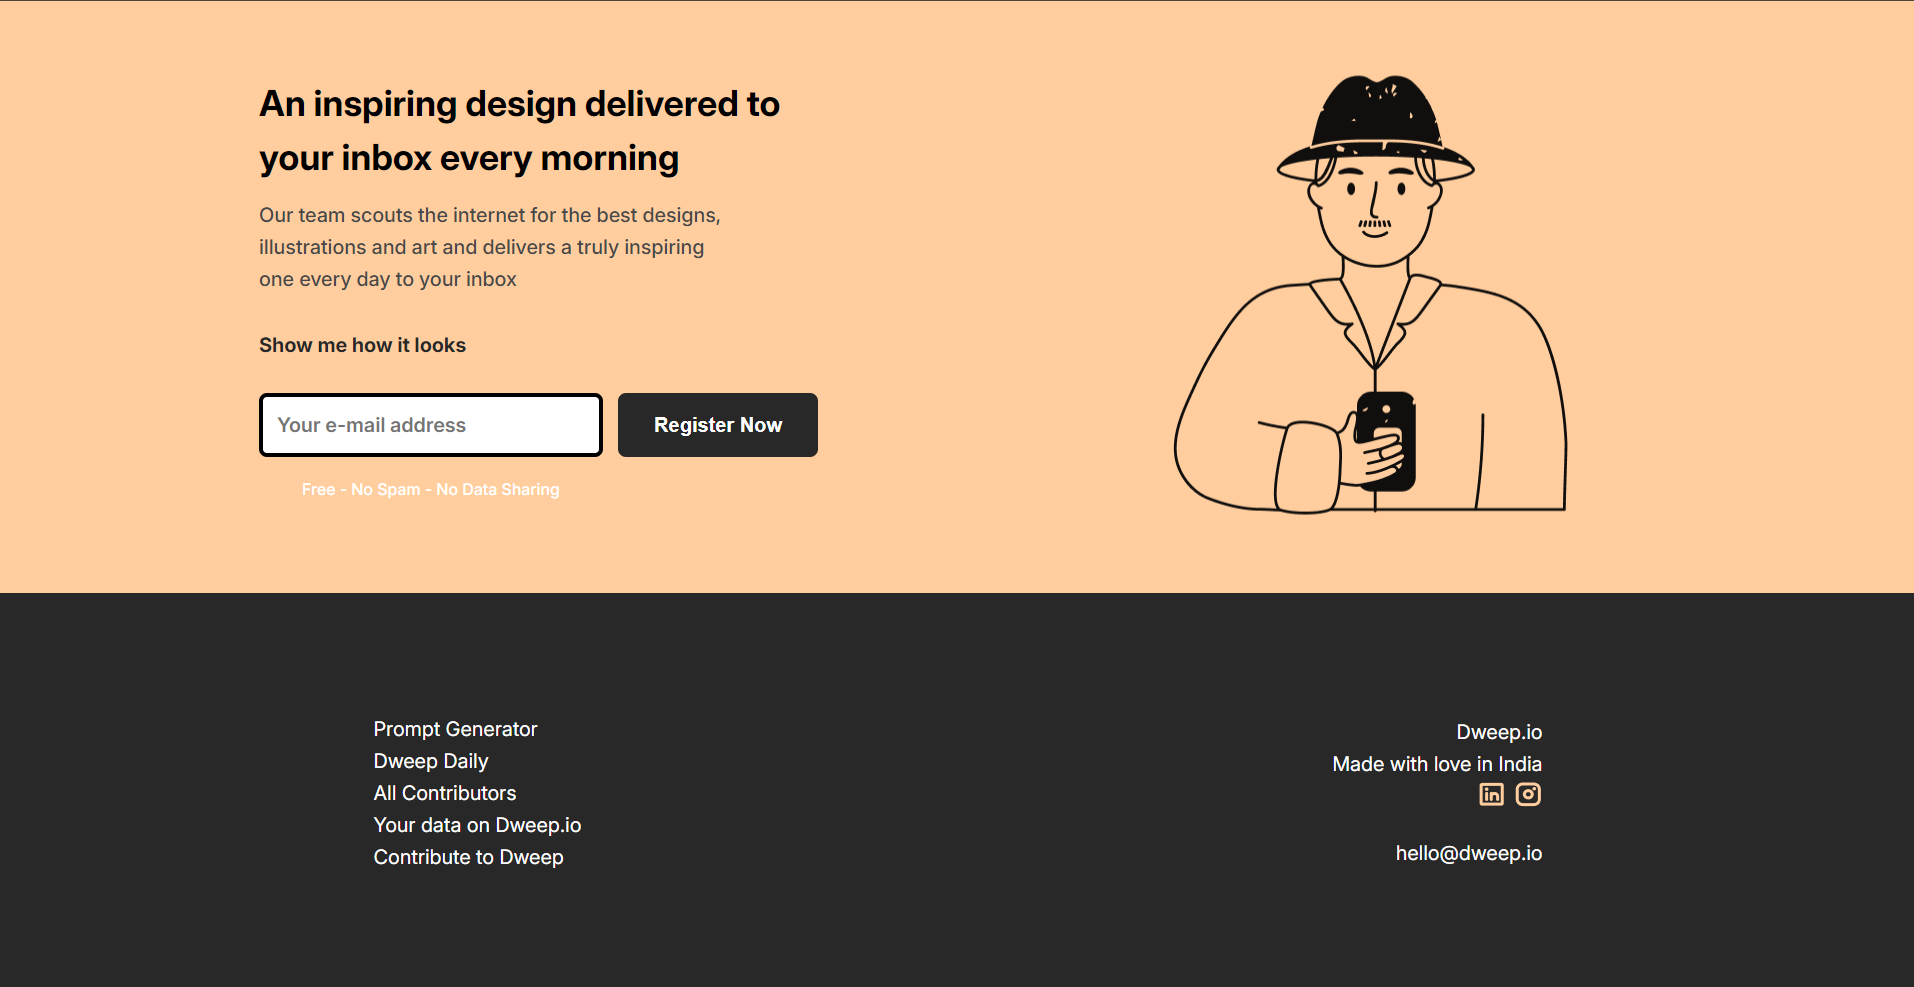 An inspiring design delivered to
your inbox every morning
Our team scouts the internet for the best designs,
illustrations and art and delivers a truly inspiring
one every day to your inbox
Show me how it looks
Your e-mail address
Register Now
Free - No Spam - No Data Sharing
Prompt Generator
Dweep Daily
All Contributors
Your data on Dweep.io
Contribute to Dweep
Dweep.io
Made with love in India
in
hello@dweep.io